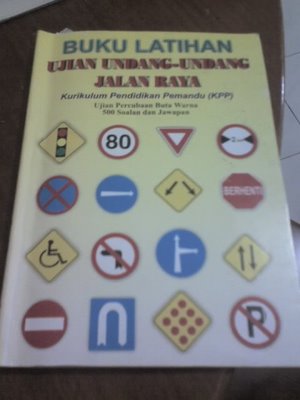 BUKU LATIHAN
UJIAN UNDANG-UNDANG
JALAN RAYA
Kurikulum Pendidikan Pemandu (KPP)
Ujian Percubaan Buta Warna
500 Soalan dan Jawapan
80
BERHENTI
P